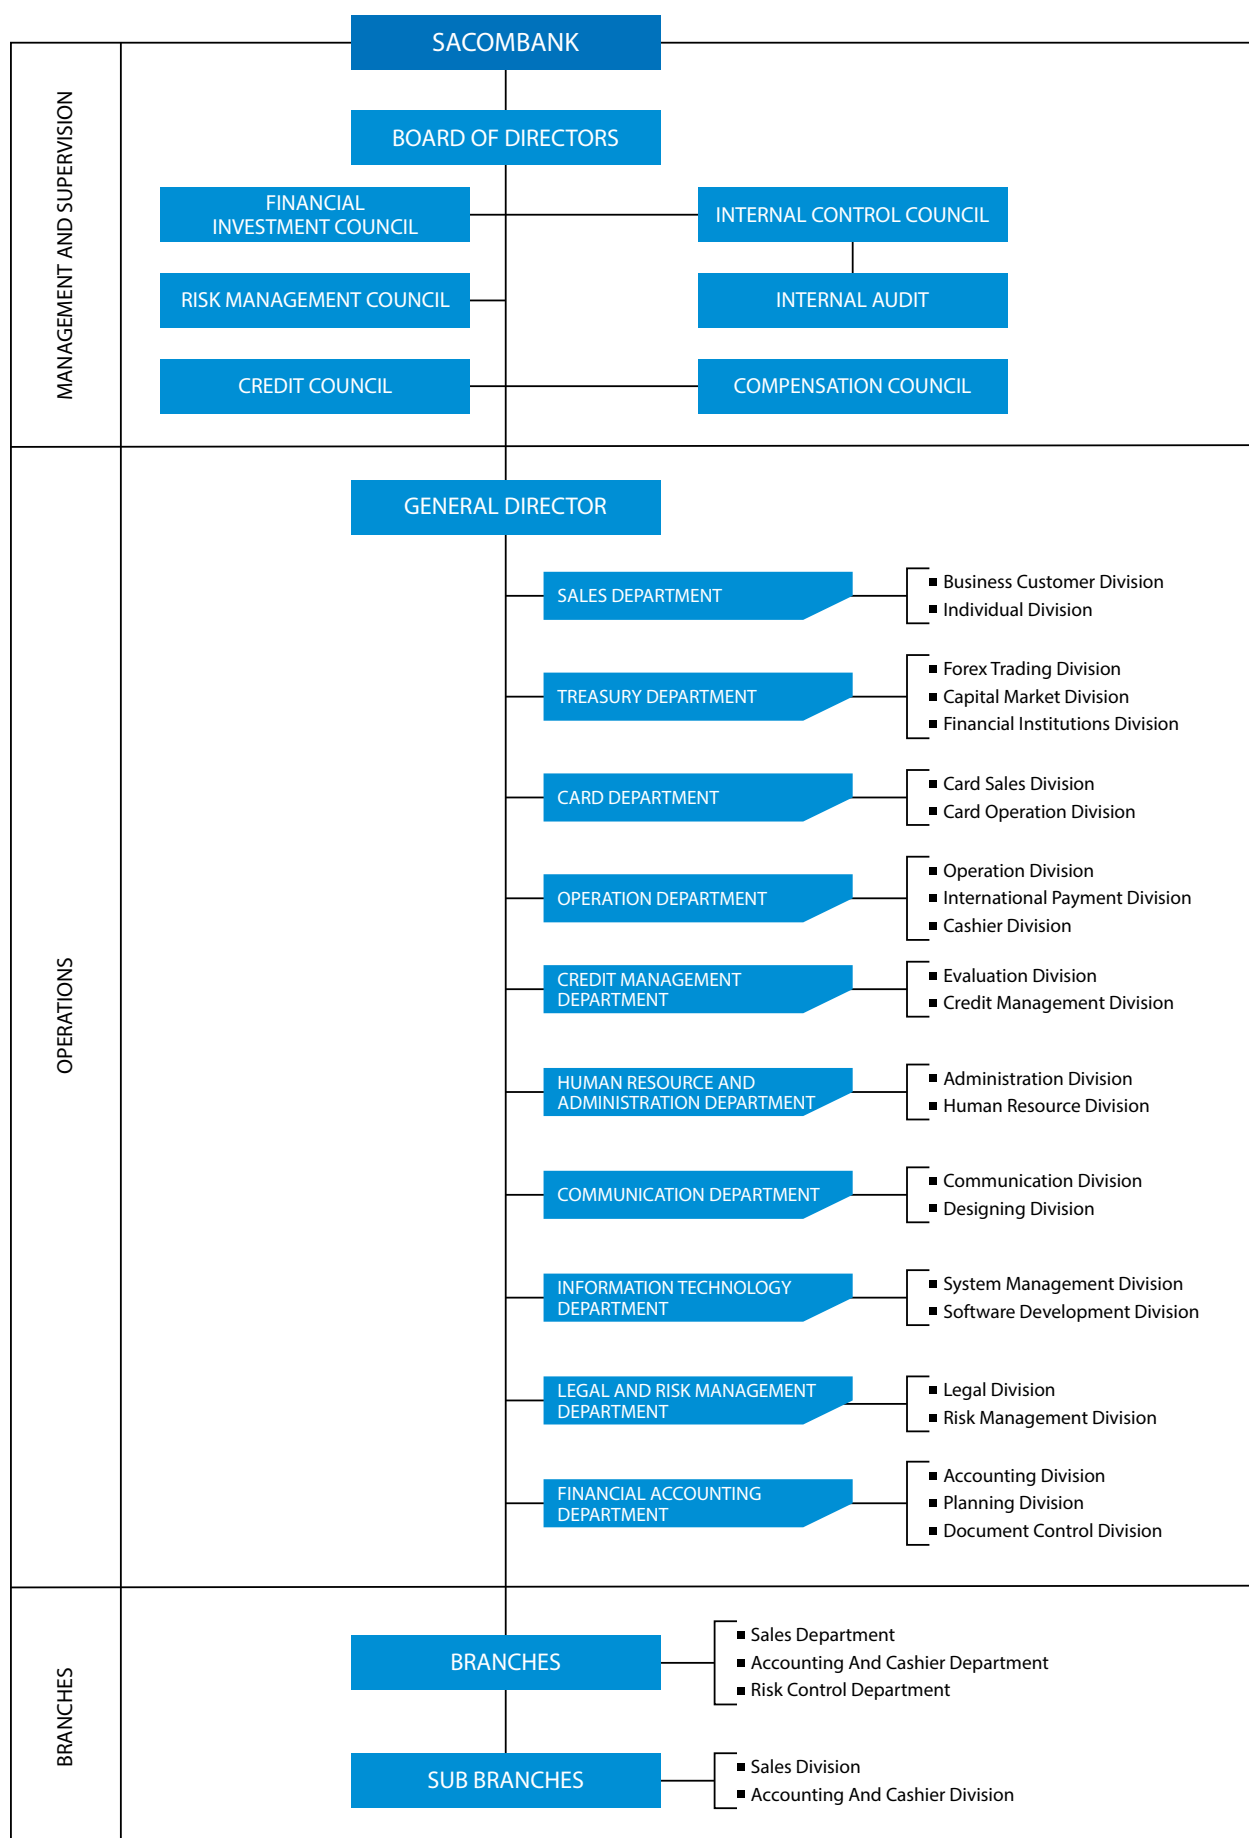 SACOMBANK
MANAGEMENT AND SUPERVISION
BOARD OF DIRECTORS
FINANCIAL
INVESTMENT COUNCIL
INTERNAL CONTROL COUNCIL
RISK MANAGEMENT COUNCIL
INTERNAL AUDIT
CREDIT COUNCIL
COMPENSATION COUNCIL
OPERATIONS
GENERAL DIRECTOR
SALES DEPARTMENT
Business Customer Division
Individual Division
TREASURY DEPARTMENT
Forex Trading Division
Capital Market Division
Financial Institutions Division
CARD DEPARTMENT
Card Sales Division
Card Operation Division
OPERATION DEPARTMENT
Operation Division
International Payment Division
Cashier Division
CREDIT MANAGEMENT
DEPARTMENT
Evaluation Division
Credit Management Division
HUMAN RESOURCE AND
ADMINISTRATION DEPARTMENT
Administration Division
Human Resource Division
COMMUNICATION DEPARTMENT
Communication Division
Designing Division
INFORMATION TECHNOLOGY
DEPARTMENT
System Management Division
Software Development Division
LEGAL AND RISK MANAGEMENT
DEPARTMENT
Legal Division
Risk Management Division
FINANCIAL ACCOUNTING
DEPARTMENT
Accounting Division
Planning Division
Document Control Division
BRANCHES
BRANCHES
Sales Department
Accounting And Cashier Department
Risk Control Department
SUB BRANCHES
Sales Division
Accounting And Cashier Division